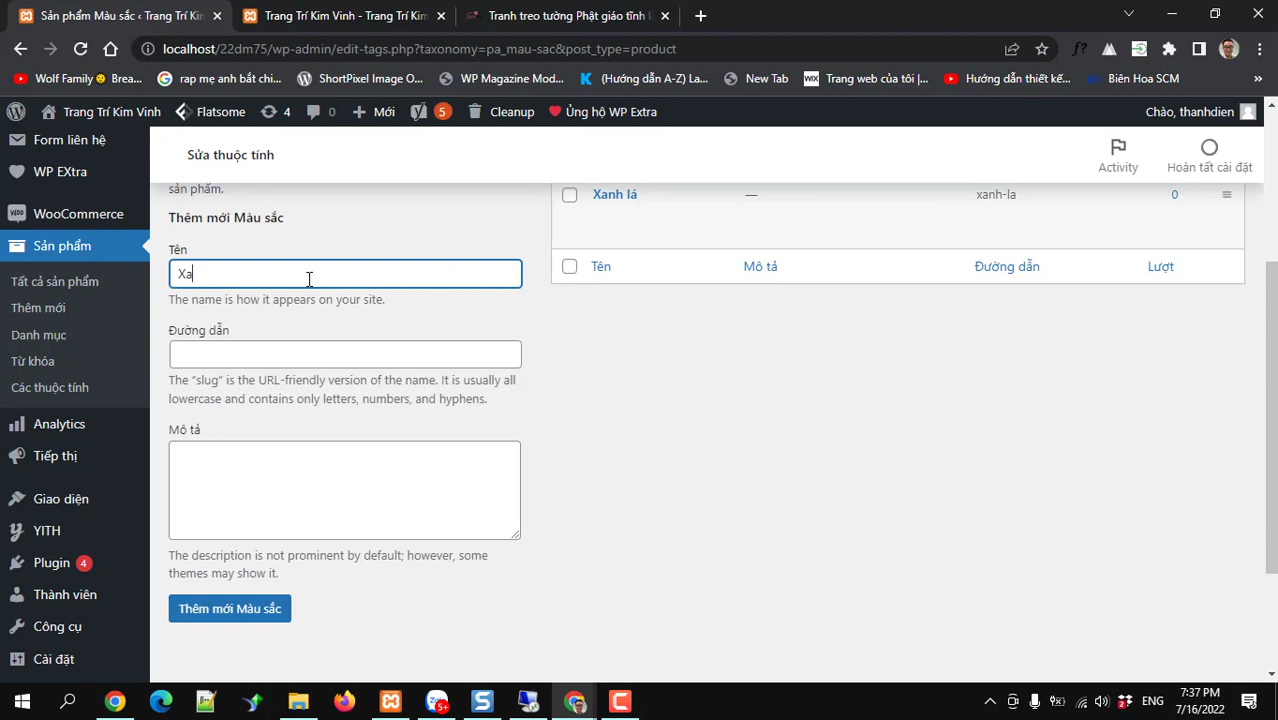 Sản phẩm Màu sắc ‹ Trang Trí Kin
Trang Trí Kim Vinh - Trang Trí Kin
Tranh treo tường Phật giáo tĩnh l
localhost/22dm75/wp-admin/edit-tags.php?taxonomy=pa_mau-sac&post_type=product
Wolf Family Brea...
rap mẹ anh bắt chi...
ShortPixel Image O...
WP Magazine Mod...
(Hướng dẫn A-Z) La...
New Tab
WIX Trang web của tôi |...
Hướng dẫn thiết kế...
Biên Hoa SCM
Trang Trí Kim Vinh
Flatsome
4
0
Mới
5
Cleanup
Ủng hộ WP Extra
Chào, thanhdien
Form liên hệ
WP EXtra
WooCommerce
Sản phẩm
Tất cả sản phẩm
Thêm mới
Danh mục
Từ khóa
Các thuộc tính
Analytics
Tiếp thị
Giao diện
YITH
Plugin 4
Thành viên
Công cụ
Cài đặt
Sửa thuộc tính
Activity
Hoàn tất cài đặt
sản phẩm.
Thêm mới Màu sắc
Tên
Xa
The name is how it appears on your site.
Đường dẫn
The “slug” is the URL-friendly version of the name. It is usually all
lowercase and contains only letters, numbers, and hyphens.
Mô tả
The description is not prominent by default; however, some
themes may show it.
Thêm mới Màu sắc
Xanh lá — xanh-la 0
Tên Mô tả Đường dẫn Lượt
5+
ENG
7:37 PM
7/16/2022